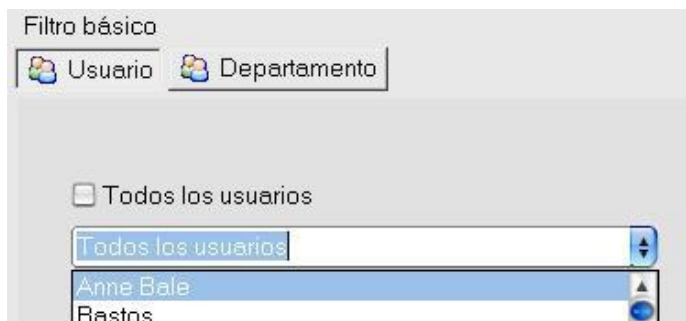 Filtro básico
Usuario Departamento
Todos los usuarios
Todos los usuarios
Anne Bale
Bastos